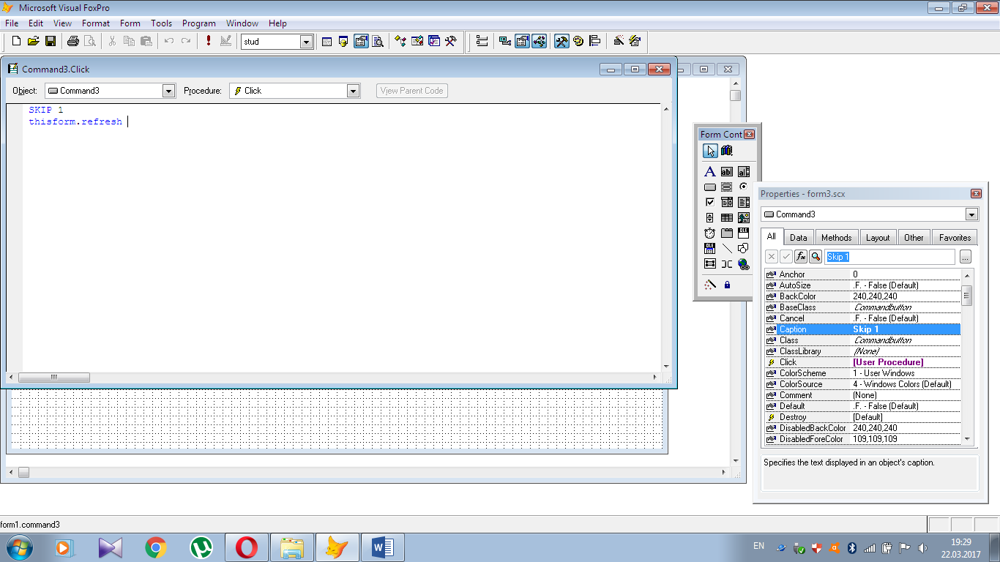 Microsoft Visual FoxPro
File Edit View Format Form Tools Program Window Help
stud
Command3.Click
Object: Command3 Procedure: Click View Parent Code
SKIP 1
thisform.refresh
Form Cont
Properties - form3.scx
Command3
All Data Methods Layout Other Favorites
Skip 1
Anchor 0
AutoSize .F. - False (Default)
BackColor 240,240,240
BaseClass Commandbutton
Cancel .F. - False (Default)
Caption Skip 1
Class Commandbutton
ClassLibrary (None)
Click [User Procedure]
ColorScheme 1 - User Windows
ColorSource 4 - Windows Colors (Default)
Comment (None)
Default .F. - False (Default)
Destroy [Default]
DisabledBackColor 240,240,240
DisabledForeColor 109,109,109
Specifies the text displayed in an object's caption.
form1.command3
EN
19:29
22.03.2017